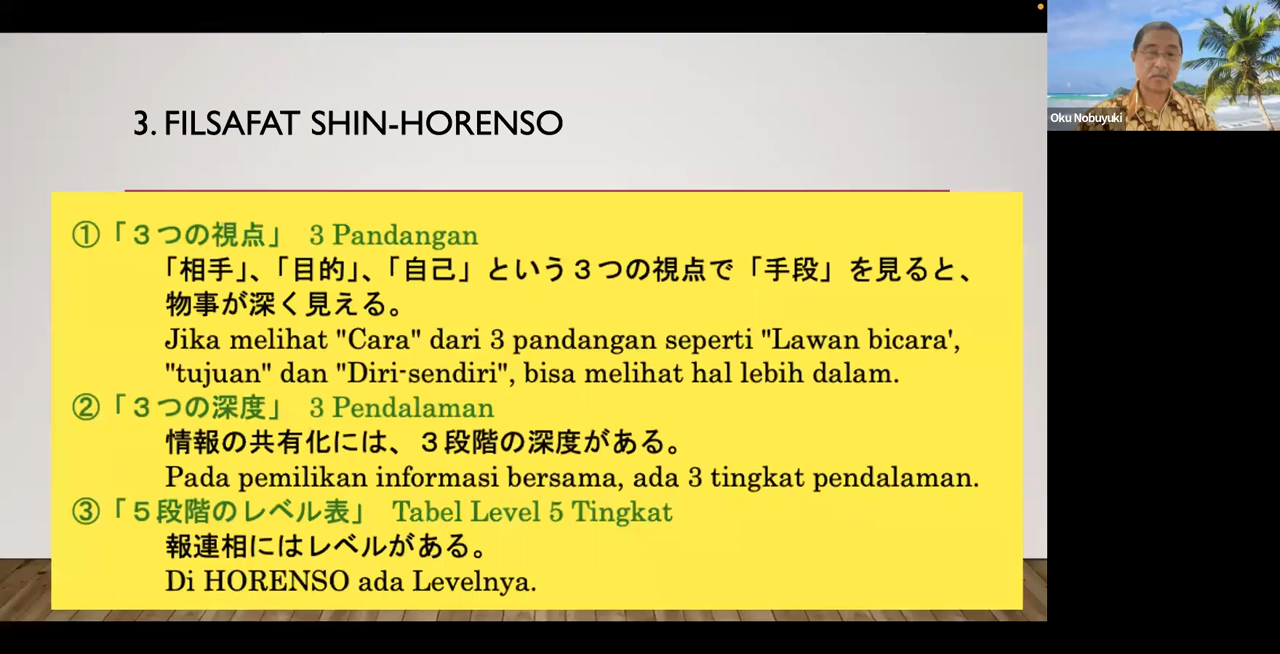 3. FILSAFAT SHIN-HORENSO
①「３つの視点」 3 Pandangan
「相手」、「目的」、「自己」という３つの視点で「手段」を見ると、
物事が深く見える。
Jika melihat "Cara" dari 3 pandangan seperti "Lawan bicara',
"tujuan" dan "Diri-sendiri", bisa melihat hal lebih dalam.
②「３つの深度」 3 Pendalaman
情報の共有化には、３段階の深度がある。
Pada pemilikan informasi bersama, ada 3 tingkat pendalaman.
③「５段階のレベル表」 Tabel Level 5 Tingkat
報連相にはレベルがある。
Di HORENSO ada Levelnya.
Oku Nobuyuki